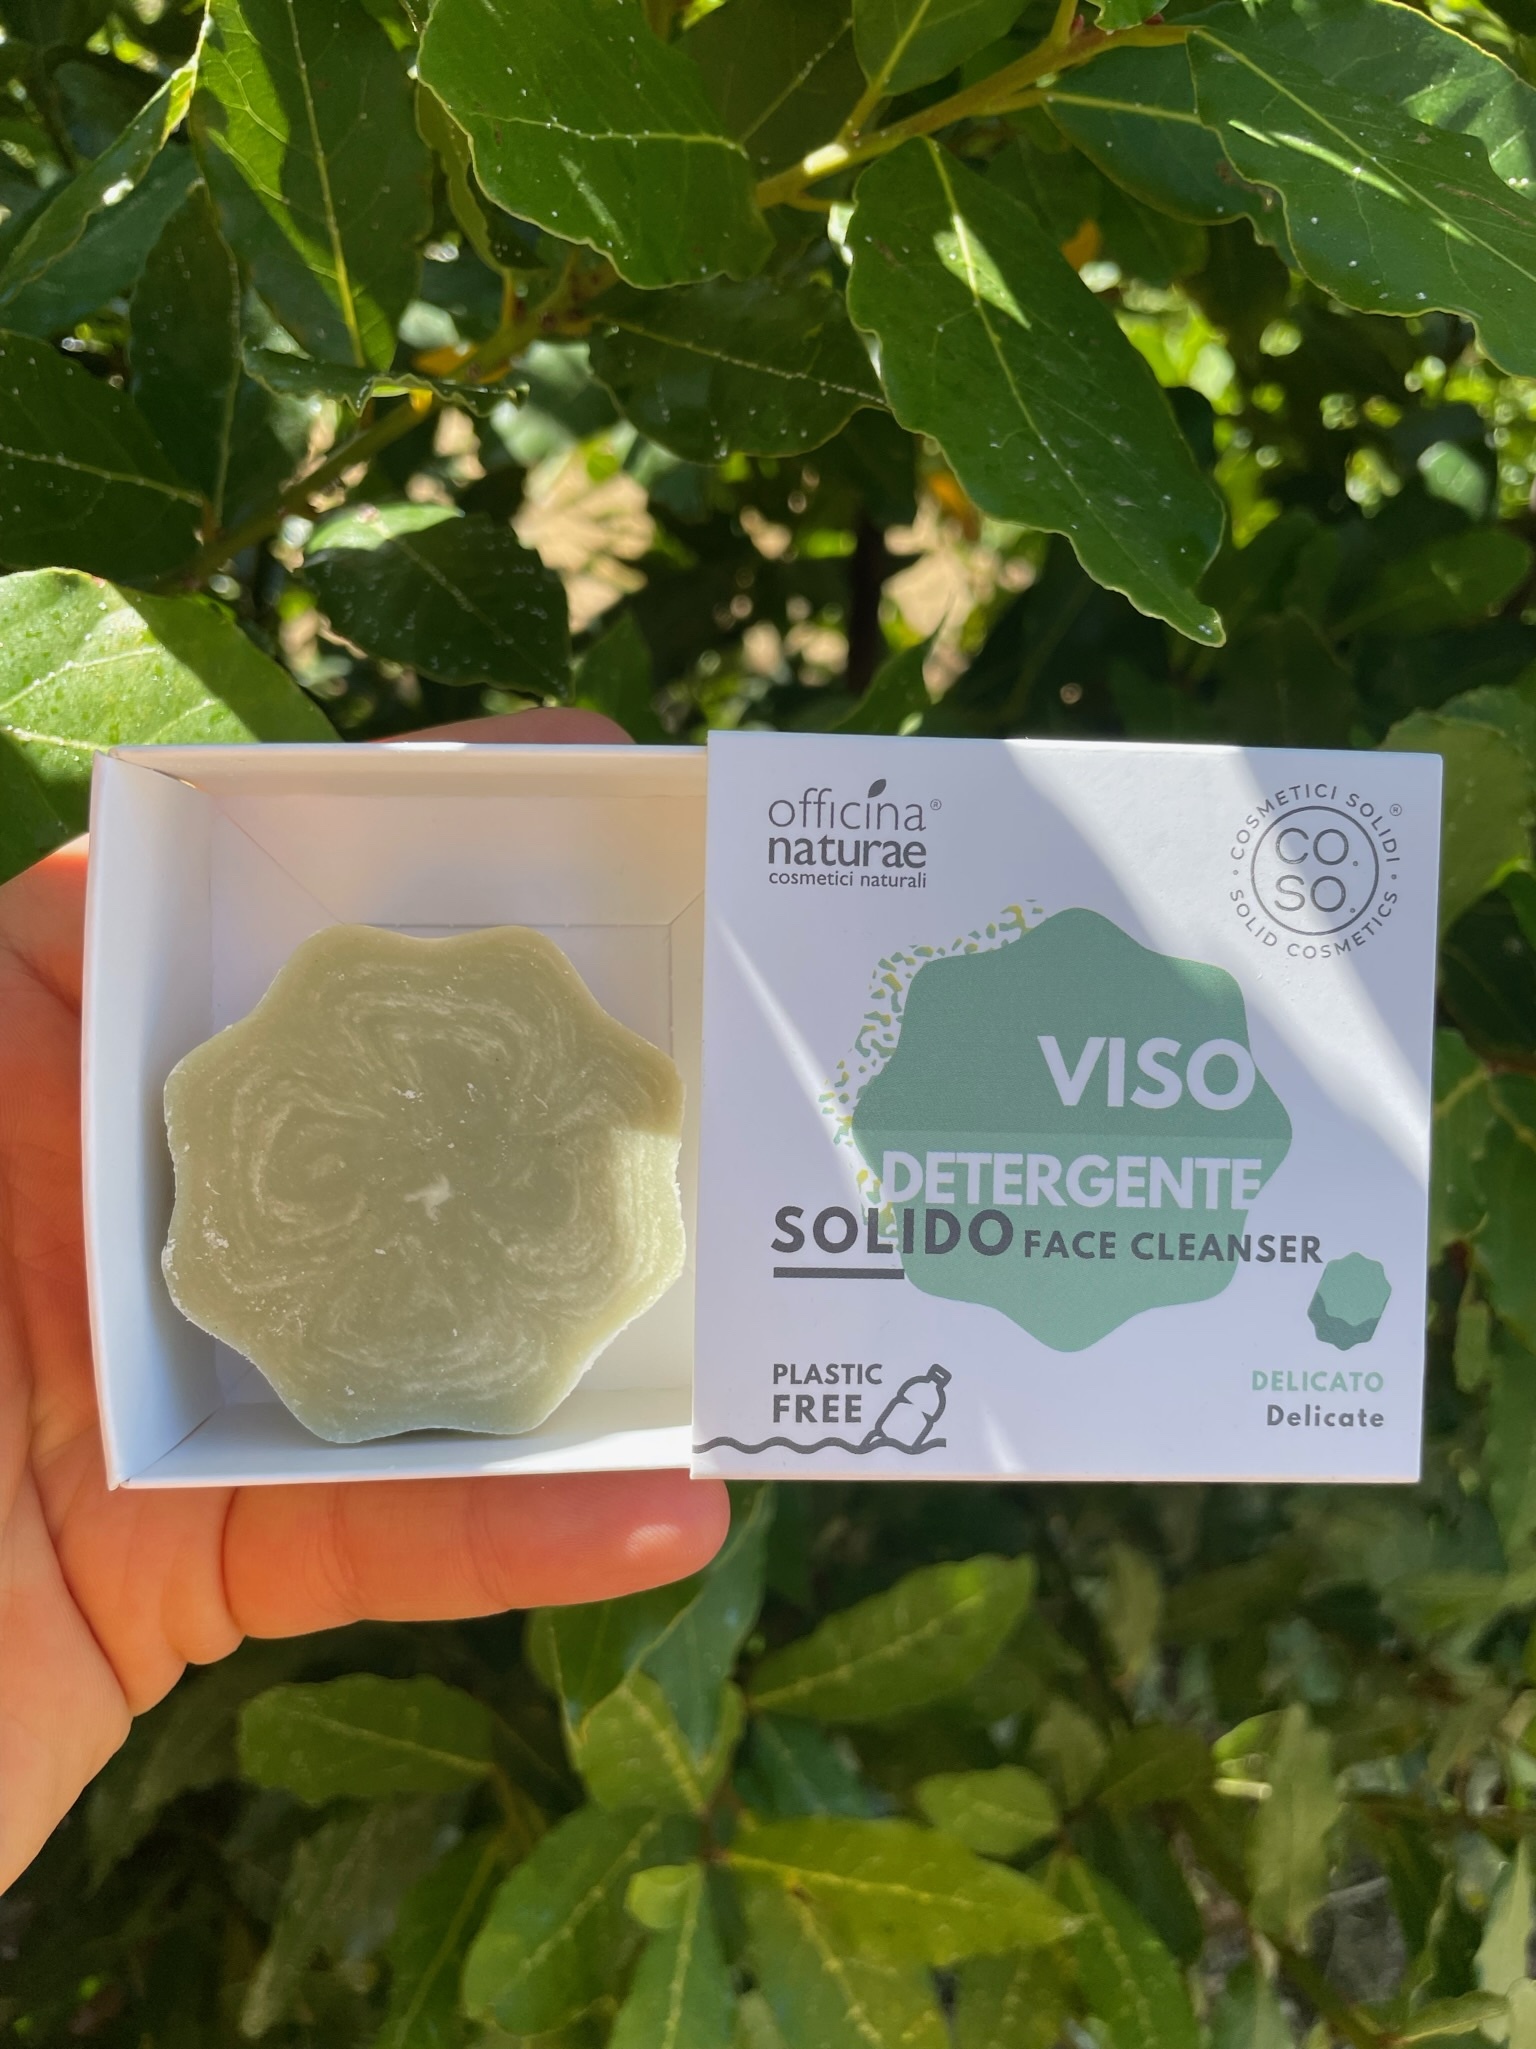 officina®
naturae
cosmetici naturali
COSMETICI SOLIDI ®
CO.
SO.
SOLID COSMETICS
VISO
DETERGENTE
SOLIDO FACE CLEANSER
PLASTIC
FREE
DELICATO
Delicate